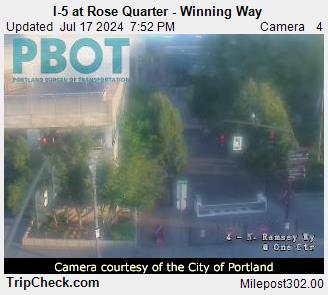 I-5 at Rose Quarter - Winning Way
Updated Jul 17 2024 7:52 PM Camera 4
PBOT
PORTLAND BUREAU OF TRANSPORTATION
4 - N. Ramsey Wy
@ One Ctr
Camera courtesy of the City of Portland
TripCheck.com Milepost302.00